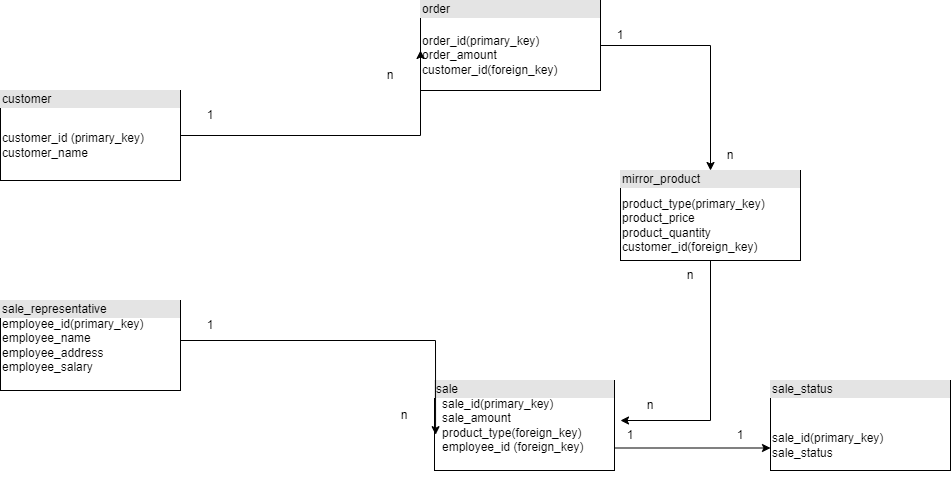 order
order_id(primary_key)
order_amount
customer_id(foreign_key)
1
n
customer
customer_id (primary_key)
customer_name
1
n
mirror_product
product_type(primary_key)
product_price
product_quantity
customer_id(foreign_key)
n
sale_representative
employee_id(primary_key)
employee_name
employee_address
employee_salary
1
n
sale
sale_id(primary_key)
sale_amount
product_type(foreign_key)
employee_id (foreign_key)
n
1
1
sale_status
sale_id(primary_key)
sale_status